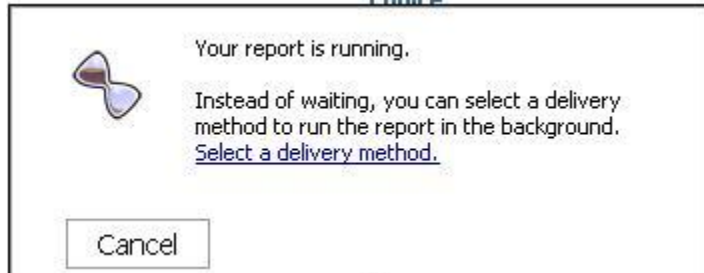 Your report is running.
Instead of waiting, you can select a delivery
method to run the report in the background.
Select a delivery method.
Cancel